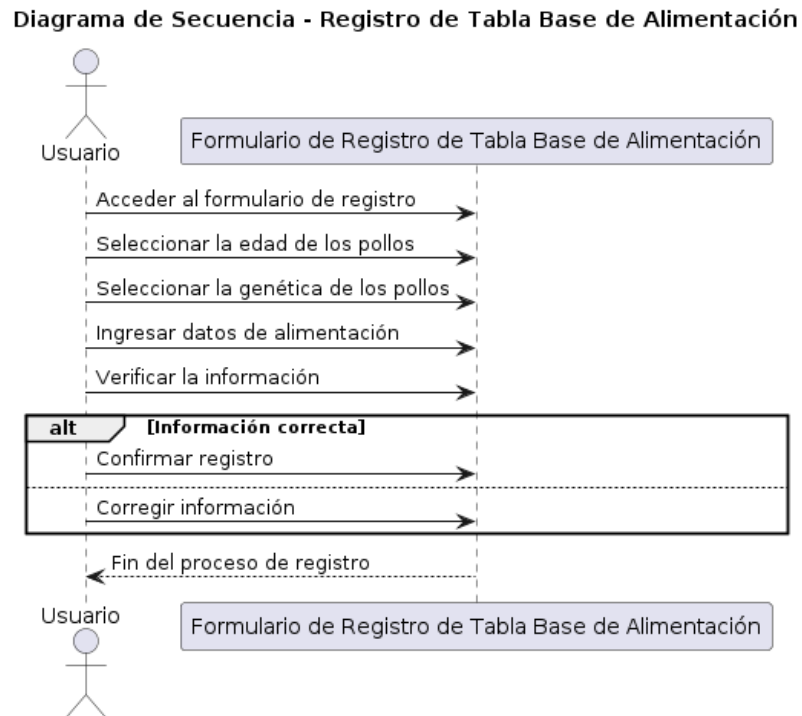 Diagrama de Secuencia - Registro de Tabla Base de Alimentación
Usuario
Formulario de Registro de Tabla Base de Alimentación
Acceder al formulario de registro
Seleccionar la edad de los pollos
Seleccionar la genética de los pollos
Ingresar datos de alimentación
Verificar la información
alt [Información correcta]
Confirmar registro
Corregir información
Fin del proceso de registro
Usuario
Formulario de Registro de Tabla Base de Alimentación